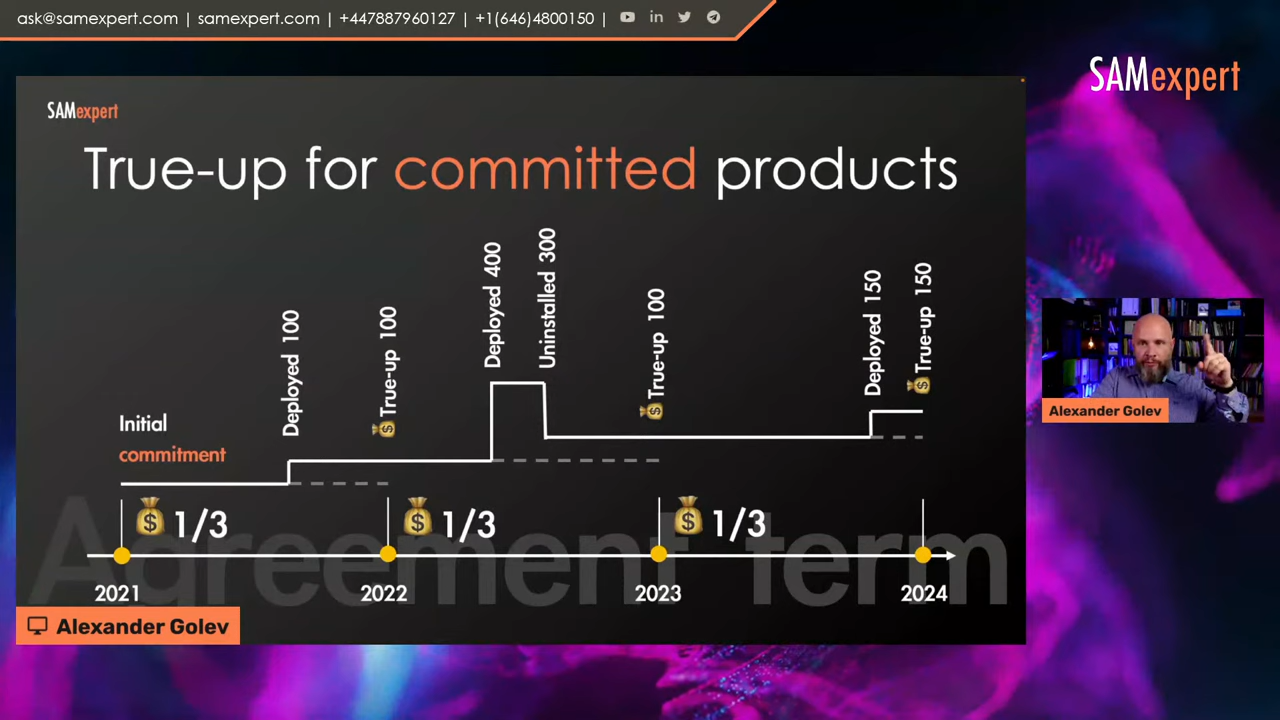 ask@samexpert.com | samexpert.com | +447887960127 | +1(646)4800150 |
SAMexpert
SAMexpert
True-up for committed products
Deployed 100
True-up 100
Deployed 400
Uninstalled 300
True-up 100
Deployed 150
True-up 150
Initial
commitment
1/3
1/3
1/3
Agreement term
2021
2022
2023
2024
Alexander Golev
Alexander Golev